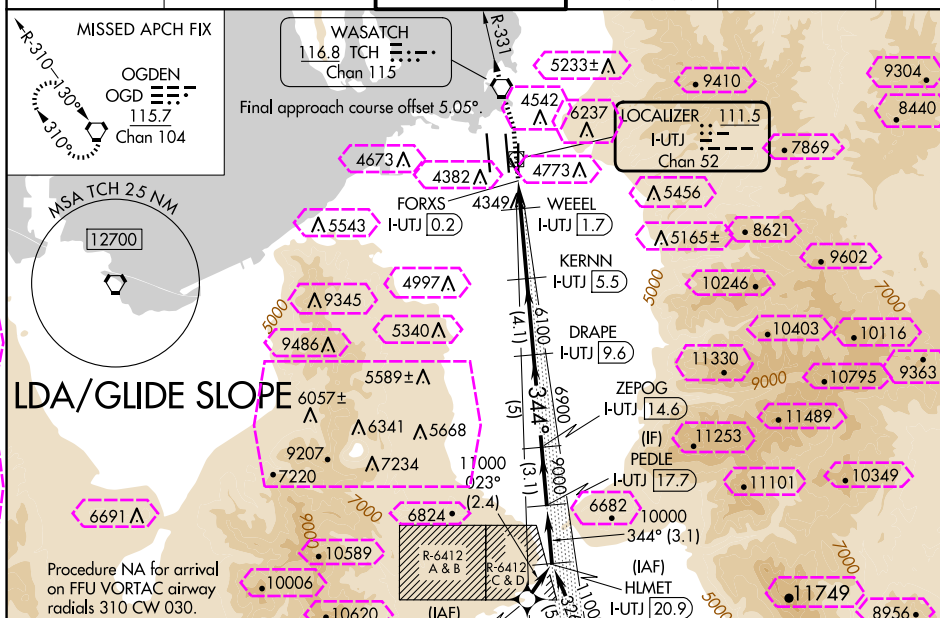 MISSED APCH FIX
R-310
130°
310°
OGDEN
OGD
115.7
Chan 104
WASATCH
116.8 TCH
Chan 115
R-331
Final approach course offset 5.05°.
5233±
9410
9304
8440
4542
6237
LOCALIZER 111.5
I-UTJ
Chan 52
7869
4673
4382
4773
4349
5456
MSA TCH 25 NM
12700
FORXS
I-UTJ 0.2
WEEEL
I-UTJ 1.7
5543
5165±
8621
9602
KERNN
I-UTJ 5.5
4997
10246
5000
7000
5000
9345
5340
9486
6100
(4.1)
DRAPE
I-UTJ 9.6
10403
10116
11330
9363
10795
9000
LDA/GLIDE SLOPE
5589±
6057±
6341
5668
9207
7234
7220
344°
(5)
6900
ZEPOG
I-UTJ 14.6
(IF)
PEDLE
I-UTJ 17.7
11489
11253
11101
10349
11000
023°
(2.4)
(3.1)
9000
6691
7000
6824
6682
10000
344° (3.1)
9000
10589
R-6412
A & B
R-6412
C & D
(IAF)
HLMET
I-UTJ 20.9
7000
5000
Procedure NA for arrival
on FFU VORTAC airway
radials 310 CW 030.
10006
10620
(IAF)
11749
8956